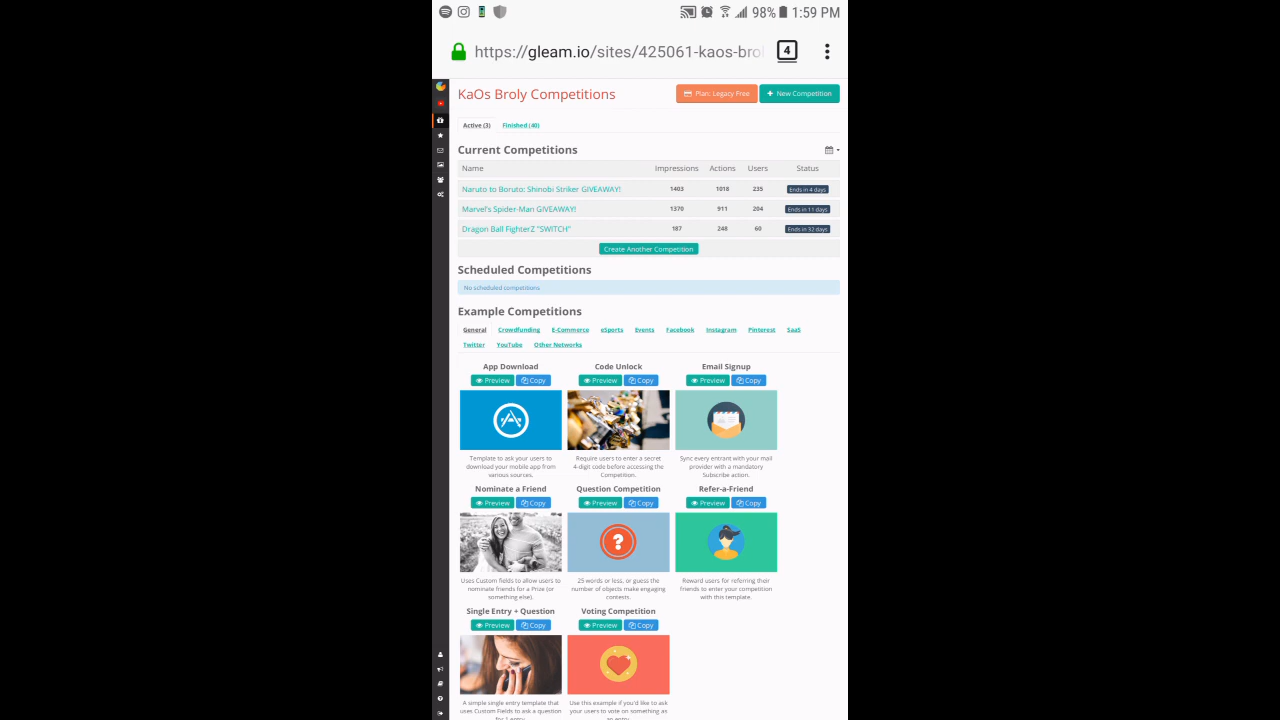 98% 1:59 PM
https://gleam.io/sites/425061-kaos-bro
4
KaOs Broly Competitions
Plan: Legacy Free
+ New Competition
Active (3) Finished (40)
Current Competitions
Name Impressions Actions Users Status
Naruto to Boruto: Shinobi Striker GIVEAWAY! 1403 1018 235 Ends in 4 days
Marvel's Spider-Man GIVEAWAY! 1370 911 204 Ends in 11 days
Dragon Ball FighterZ "SWITCH" 187 248 60 Ends in 32 days
Create Another Competition
Scheduled Competitions
No scheduled competitions
Example Competitions
General Crowdfunding E-Commerce eSports Events Facebook Instagram Pinterest SaaS
Twitter YouTube Other Networks
App Download Code Unlock Email Signup
Preview Copy Preview Copy Preview Copy
Template to ask your users to
download your mobile app from
various sources.
Require users to enter a secret
4-digit code before accessing the
Competition.
Sync every entrant with your mail
provider with a mandatory
Subscribe action.
Nominate a Friend Question Competition Refer-a-Friend
Preview Copy Preview Copy Preview Copy
?
Uses Custom fields to allow users to
nominate friends for a Prize (or
something else).
25 words or less, or guess the
number of objects make engaging
contests.
Reward users for referring their
friends to enter your competition
with this template.
Single Entry + Question Voting Competition
Preview Copy Preview Copy
A simple single entry template that
uses Custom Fields to ask a question
for 1 entry.
Use this example if you'd like to ask
your users to vote on something as
an entry.